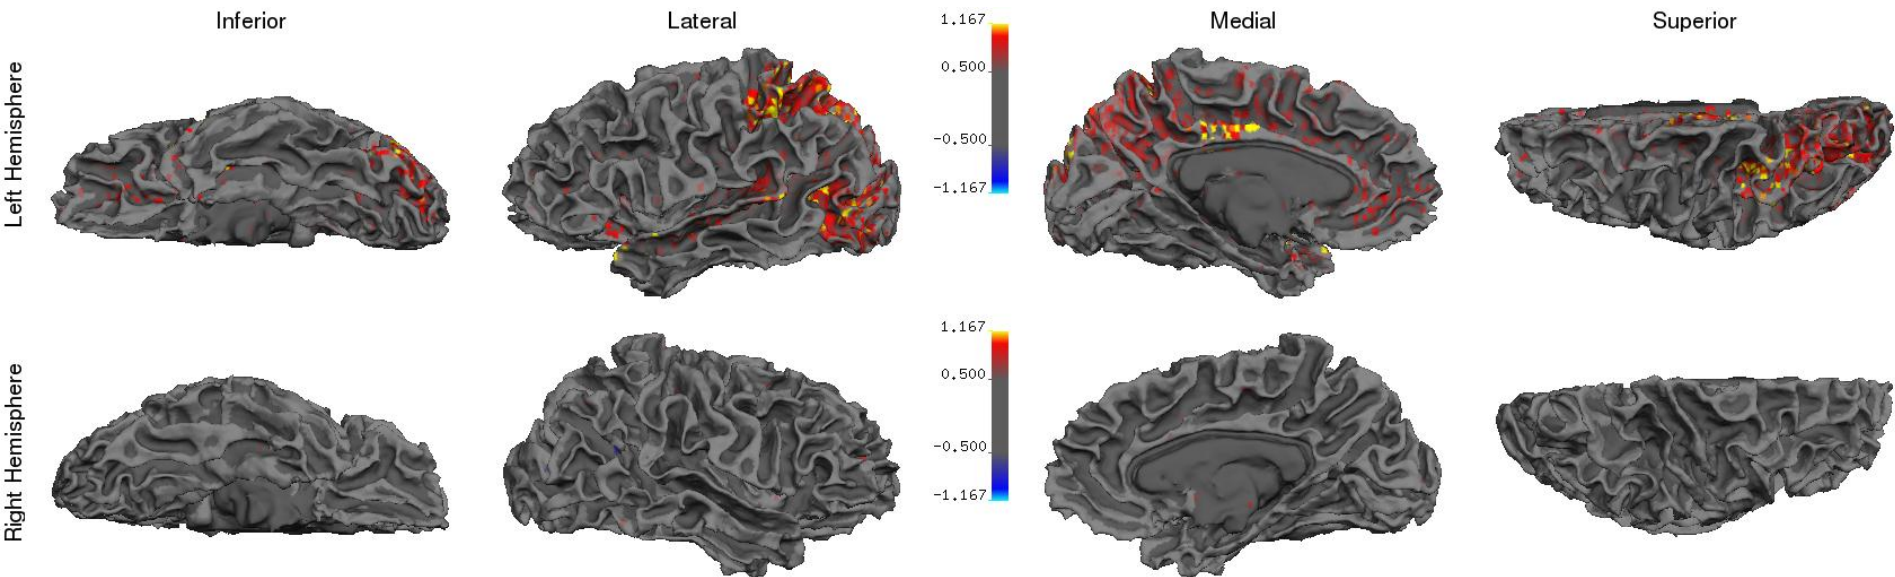 Inferior
Lateral
Medial
Superior
Left Hemisphere
1.167
0.500
-0.500
-1.167
Right Hemisphere
1.167
0.500
-0.500
-1.167